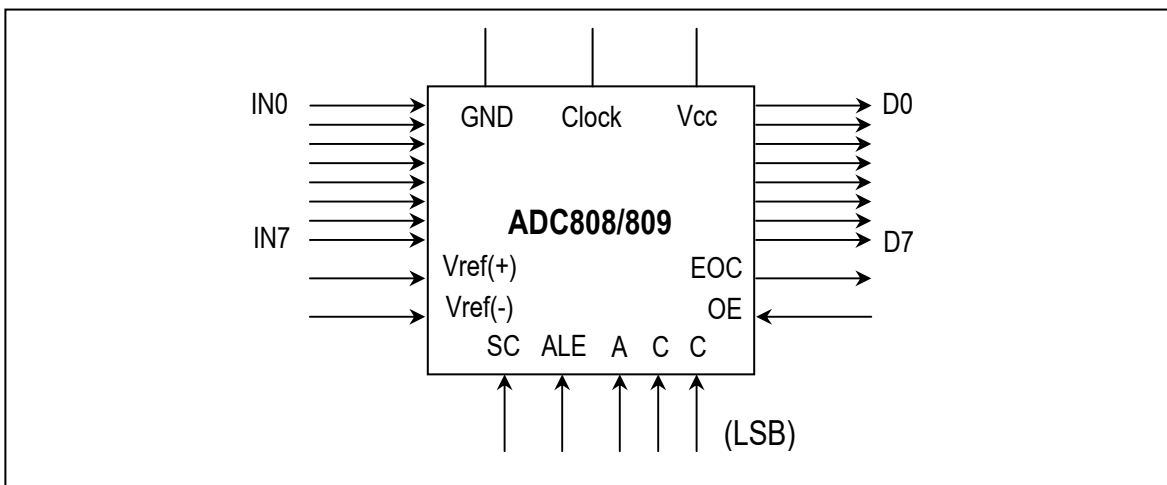 GND Clock Vcc
IN0 D0
ADC808/809
IN7 D7
Vref(+) EOC
Vref(-) OE
SC ALE A C C
(LSB)